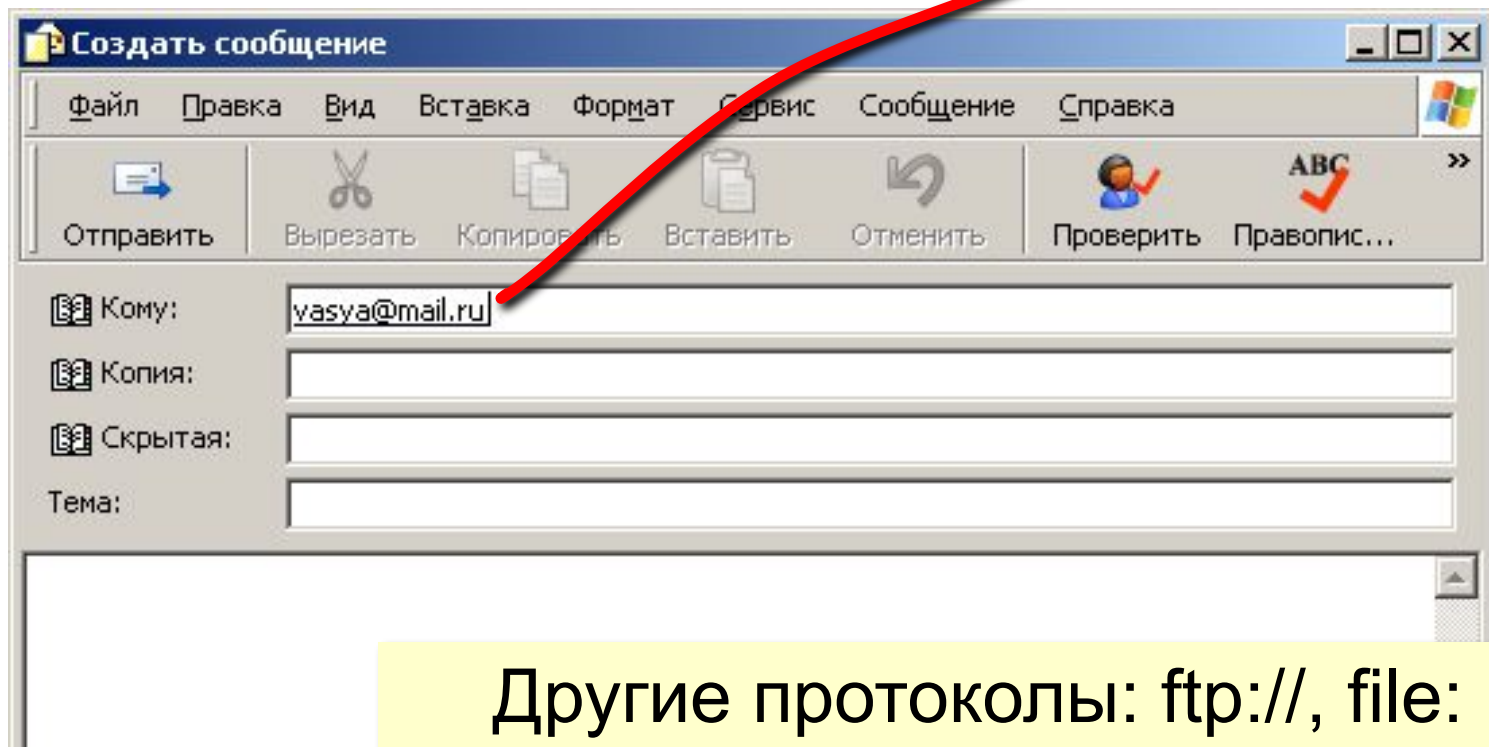 Создать сообщение
Файл Правка Вид Вставка Формат Сервис Сообщение Справка
ABC »
Отправить Вырезать Копировать Вставить Отменить Проверить Правопис...
Кому: vasya@mail.ru
Копия:
Скрытая:
Тема:
Другие протоколы: ftp://, file: